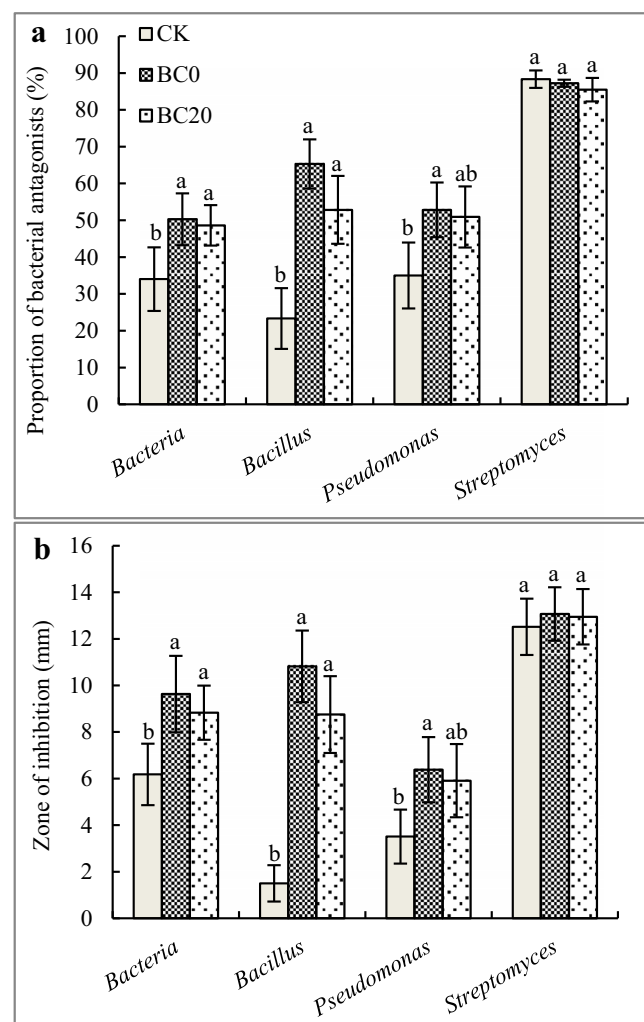 a
Proportion of bacterial antagonists (%)
100
90
80
70
60
50
40
30
20
10
0
CK
BC0
BC20
b a a
b a a
b a ab
a a a
Bacteria
Bacillus
Pseudomonas
Streptomyces
b
Zone of inhibition (mm)
16
14
12
10
8
6
4
2
0
b a a
b a a
b a ab
a a a
Bacteria
Bacillus
Pseudomonas
Streptomyces